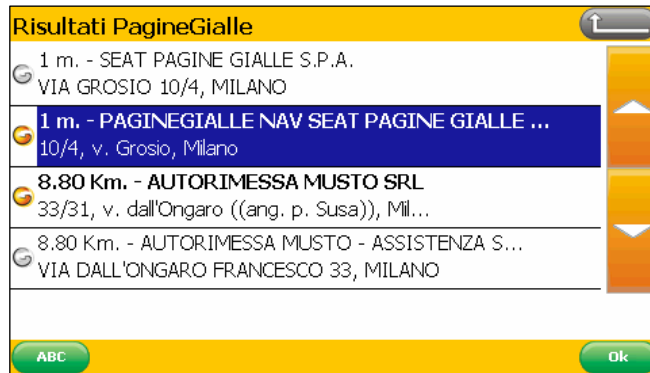 Risultati PagineGialle
1 m. - SEAT PAGINE GIALLE S.P.A.
VIA GROSIO 10/4, MILANO
1 m. - PAGINEGIALLE NAV SEAT PAGINE GIALLE ...
10/4, v. Grosio, Milano
8.80 Km. - AUTORIMESSA MUSTO SRL
33/31, v. dall'Ongaro ((ang. p. Susa)), Mil...
8.80 Km. - AUTORIMESSA MUSTO - ASSISTENZA S...
VIA DALL'ONGARO FRANCESCO 33, MILANO
ABC
Ok